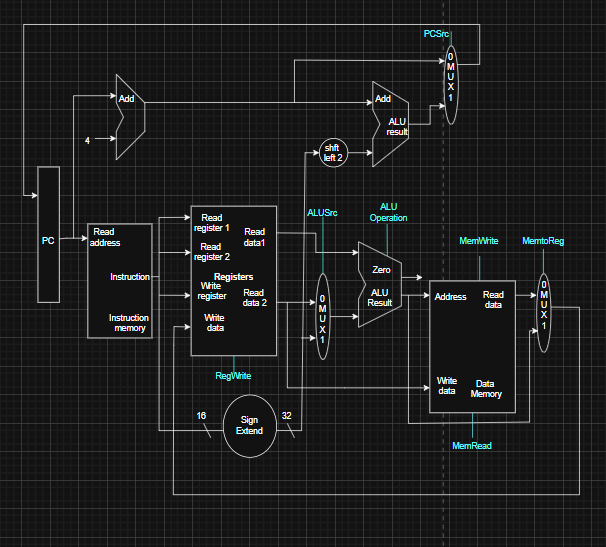 PCSrc
0
M
U
X
1
Add
4
Add
ALU
result
shft
left 2
PC
Read
address
Instruction
Instruction
memory
Read
register 1
Read
data1
Read
register 2
Registers
Write
register
Read
data 2
Write
data
RegWrite
ALUSrc
0
M
U
X
1
ALU
Operation
Zero
ALU
Result
MemWrite
Address
Read
data
Write
data
Data
Memory
MemRead
MemtoReg
0
M
U
X
1
16
Sign
Extend
32